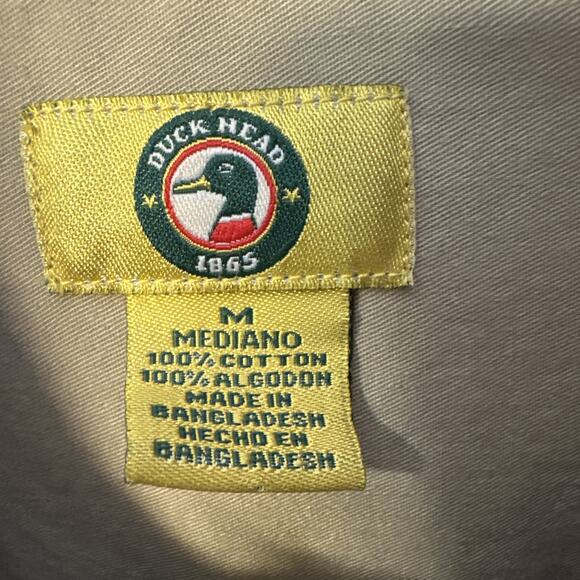 DUCK HEAD
1865
M
MEDIANO
100% COTTON
100% ALGODON
MADE IN
BANGLADESH
HECHO EN
BANGLADESH